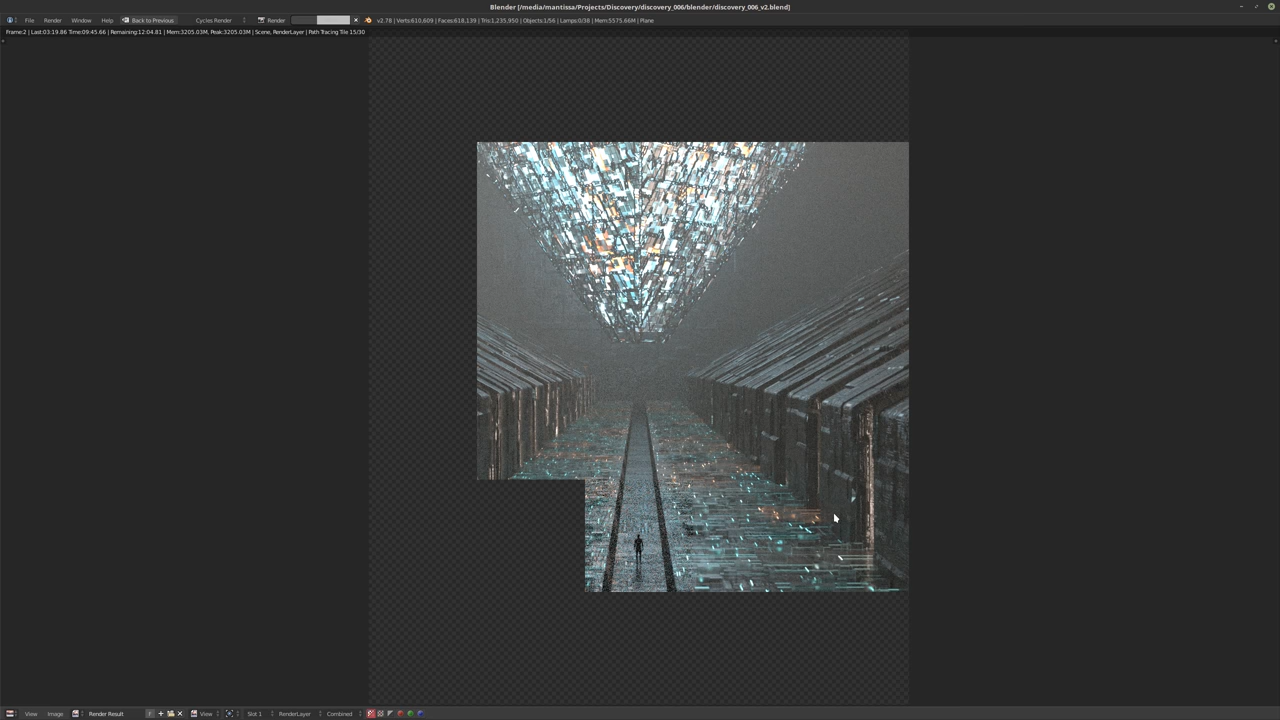 Blender [/media/mantissa/Projects/Discovery/discovery_006/blender/discovery_006_v2.blend]
File Render Window Help Back to Previous Cycles Render Render v2.78 | Verts:610,609 | Faces:618,139 | Tris:1,235,950 | Objects:1/56 | Lamps:0/38 | Mem:5575.66M | Plane
Frame:2 | Last:03:19.86 Time:09:45.66 | Remaining:12:04.81 | Mem:3205.03M, Peak:3205.03M | Scene, RenderLayer | Path Tracing Tile 15/30
View Image Render Result F View Slot 1 RenderLayer Combined